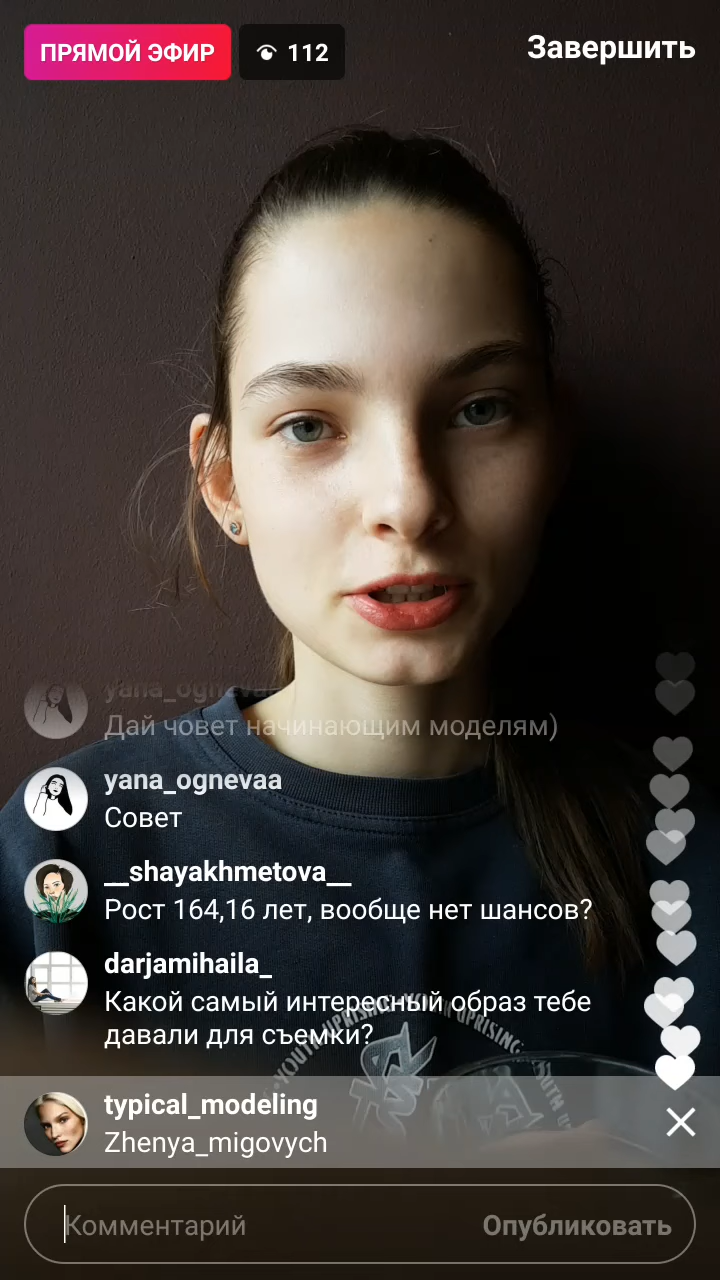 ПРЯМОЙ ЭФИР
112
Завершить
yana_ognevaa
Дай човет начинающим моделям)
yana_ognevaa
Совет
__shayakhmetova__
Рост 164,16 лет, вообще нет шансов?
darjamihaila_
Какой самый интересный образ тебе
давали для съемки?
typical_modeling
Zhenya_migovych
Комментарий
Опубликовать